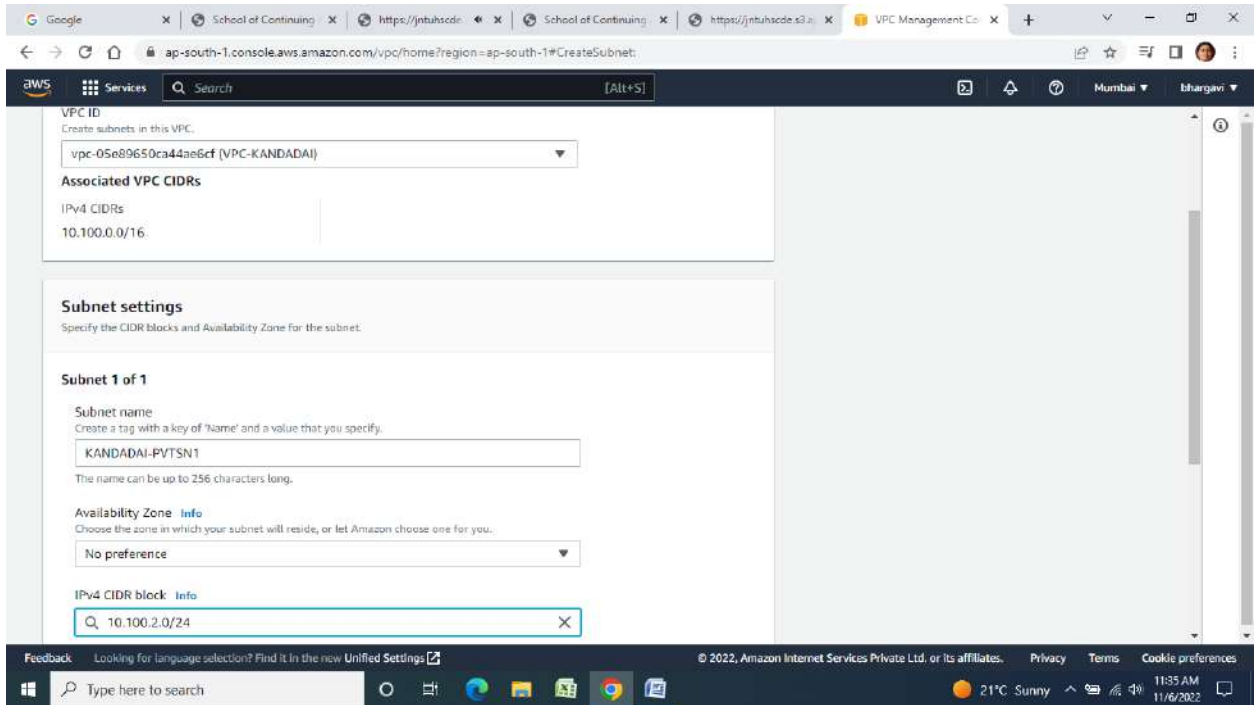 Google
School of Continuing
https://jntuhscde.
School of Continuing
https://jntuhscde.s3.a
VPC Management Co
ap-south-1.console.aws.amazon.com/vpc/home?region=ap-south-1#CreateSubnet:
aws
Services
Search
[Alt+S]
Mumbai
bhargavi
VPC ID
Create subnets in this VPC.
vpc-05e89650ca44ae6cf (VPC-KANDADAI)
Associated VPC CIDRs
IPv4 CIDRs
10.100.0.0/16
Subnet settings
Specify the CIDR blocks and Availability Zone for the subnet.
Subnet 1 of 1
Subnet name
Create a tag with a key of 'Name' and a value that you specify.
KANDADAI-PVTSN1
The name can be up to 256 characters long.
Availability Zone Info
Choose the zone in which your subnet will reside, or let Amazon choose one for you.
No preference
IPv4 CIDR block Info
10.100.2.0/24
Feedback
Looking for language selection? Find it in the new Unified Settings
© 2022, Amazon Internet Services Private Ltd. or its affiliates.
Privacy
Terms
Cookie preferences
Type here to search
21°C Sunny
11:35 AM
11/6/2022